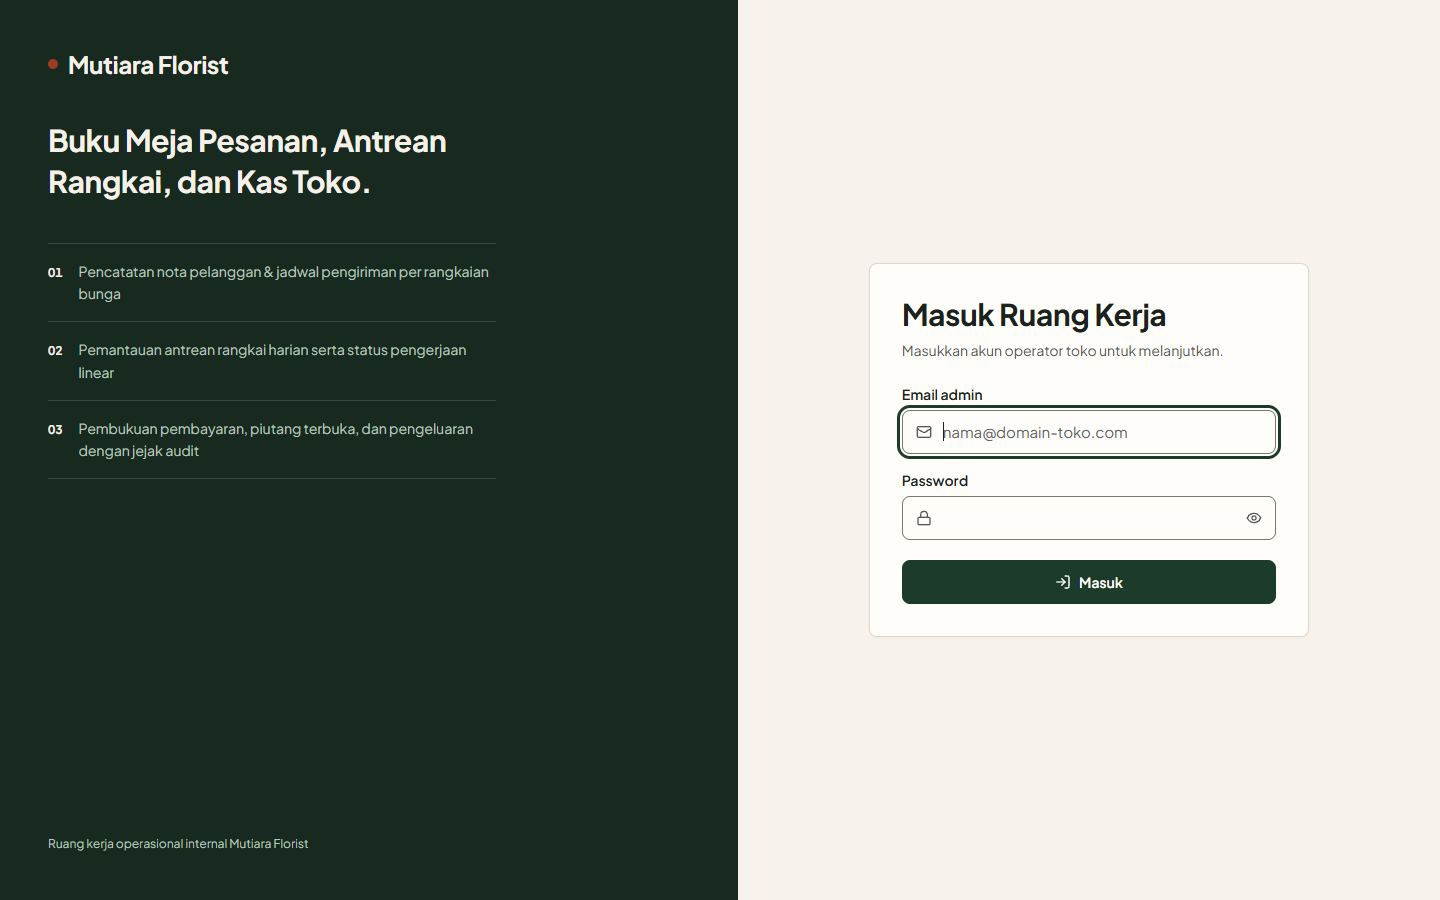 Mutiara Florist
Buku Meja Pesanan, Antrean
Rangkai, dan Kas Toko.
01 Pencatatan nota pelanggan & jadwal pengiriman per rangkaian
bunga
02 Pemantauan antrean rangkai harian serta status pengerjaan
linear
03 Pembukuan pembayaran, piutang terbuka, dan pengeluaran
dengan jejak audit
Ruang kerja operasional internal Mutiara Florist
Masuk Ruang Kerja
Masukkan akun operator toko untuk melanjutkan.
Email admin
nama@domain-toko.com
Password
Masuk